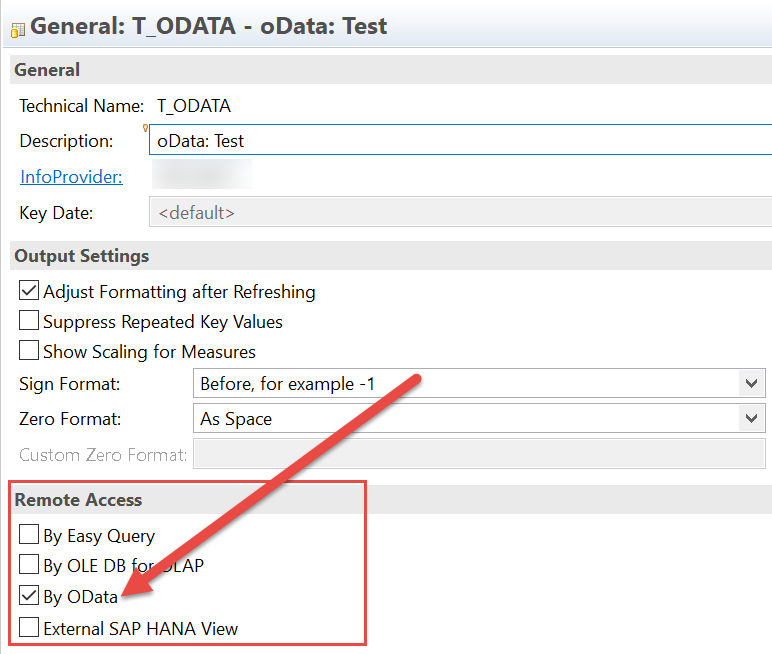 General: T_ODATA - oData: Test
General
Technical Name: T_ODATA
Description: oData: Test
InfoProvider:
Key Date: <default>
Output Settings
Adjust Formatting after Refreshing
Suppress Repeated Key Values
Show Scaling for Measures
Sign Format: Before, for example -1
Zero Format: As Space
Custom Zero Format:
Remote Access
By Easy Query
By OLE DB for OLAP
By OData
External SAP HANA View